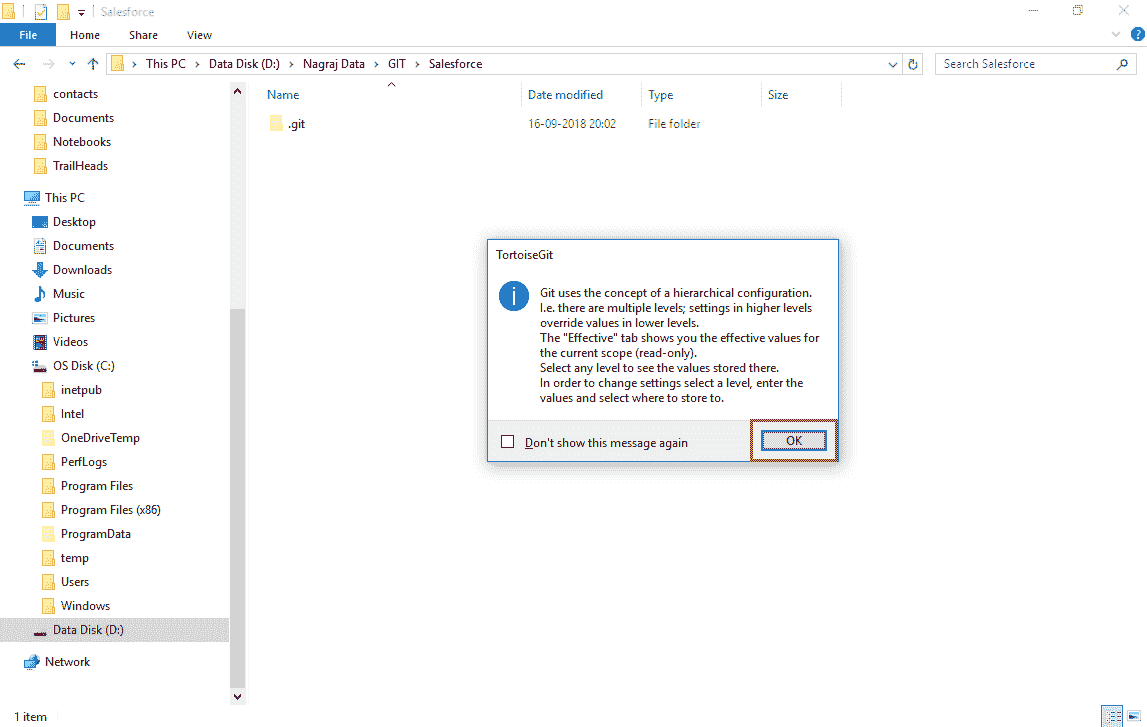 Salesforce
File Home Share View
This PC > Data Disk (D:) > Nagraj Data > GIT > Salesforce
Search Salesforce
contacts
Documents
Notebooks
TrailHeads
This PC
Desktop
Documents
Downloads
Music
Pictures
Videos
OS Disk (C:)
inetpub
Intel
OneDriveTemp
PerfLogs
Program Files
Program Files (x86)
ProgramData
temp
Users
Windows
Data Disk (D:)
Network
Name Date modified Type Size
.git 16-09-2018 20:02 File folder
TortoiseGit
Git uses the concept of a hierarchical configuration.
I.e. there are multiple levels; settings in higher levels
override values in lower levels.
The "Effective" tab shows you the effective values for
the current scope (read-only).
Select any level to see the values stored there.
In order to change settings select a level, enter the
values and select where to store to.
Don't show this message again
OK
1 item